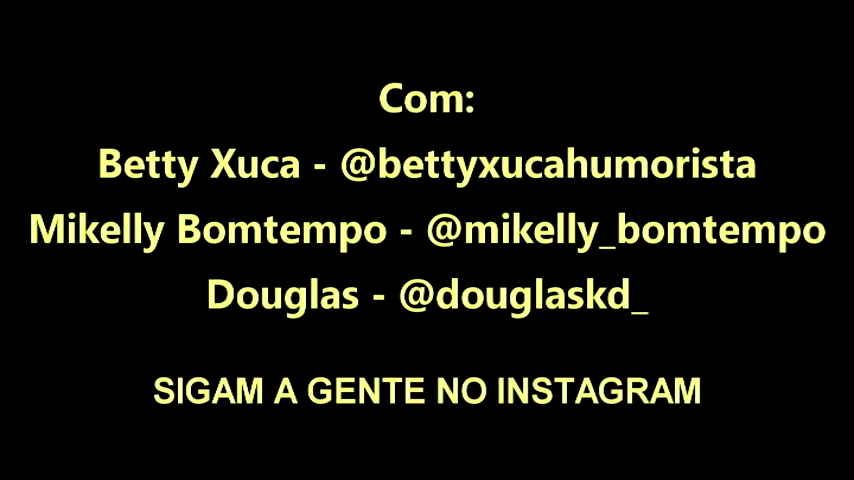 Com:
Betty Xuca - @bettyxucahumorista
Mikelly Bomtempo - @mikelly_bomtempo
Douglas - @douglaskd_
SIGAM A GENTE NO INSTAGRAM